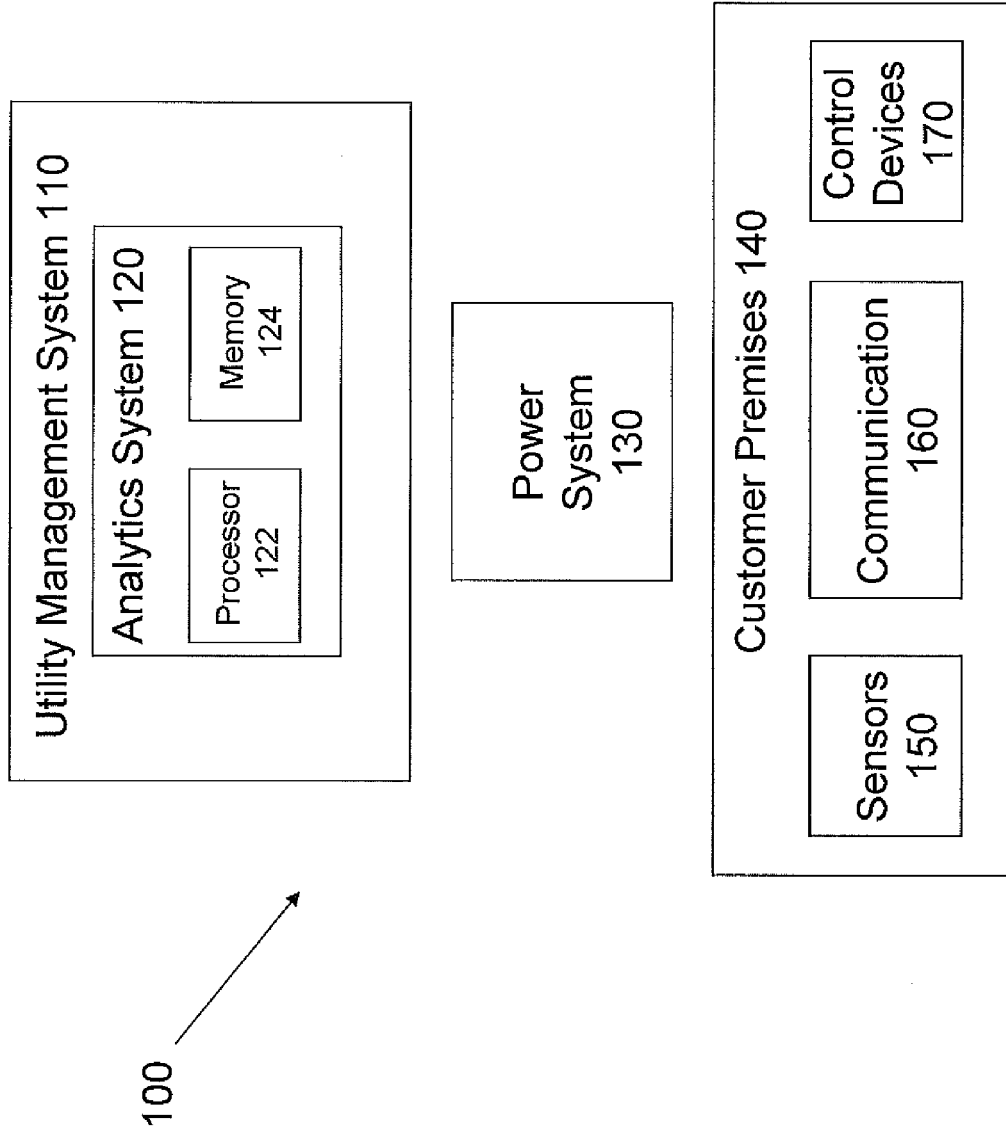 100
Utility Management System 110
Analytics System 120
Processor
122
Memory
124
Power
System
130
Customer Premises 140
Sensors
150
Communication
160
Control
Devices
170